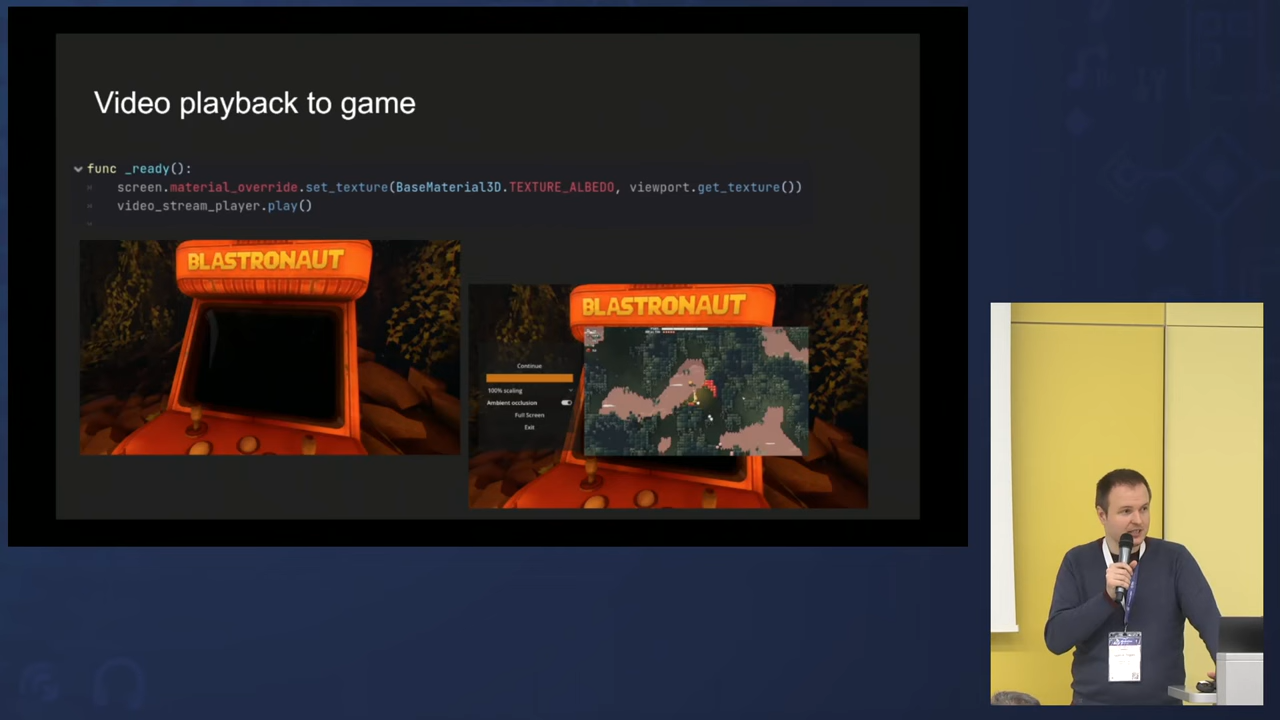 Video playback to game
func _ready():
screen.material_override.set_texture(BaseMaterial3D.TEXTURE_ALBEDO, viewport.get_texture())
video_stream_player.play()
BLASTRONAUT
BLASTRONAUT
Continue
100% scaling
Ambient occlusion
Full Screen
Exit